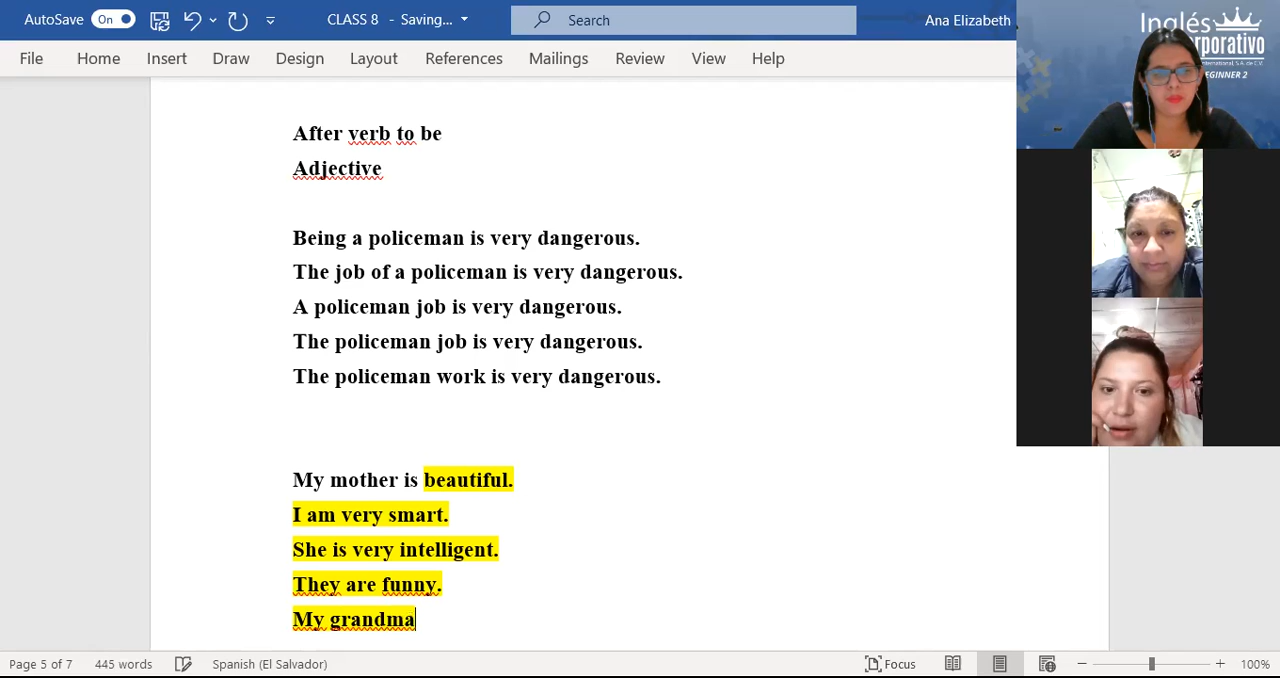 AutoSave On CLASS 8 - Saving... Search Ana Elizabeth
File Home Insert Draw Design Layout References Mailings Review View Help
Inglés
orporativo
International, S.A. de C.V.
EGINNER 2
After verb to be
Adjective
Being a policeman is very dangerous.
The job of a policeman is very dangerous.
A policeman job is very dangerous.
The policeman job is very dangerous.
The policeman work is very dangerous.
My mother is beautiful.
I am very smart.
She is very intelligent.
They are funny.
My grandma
Page 5 of 7 445 words Spanish (El Salvador) Focus 100%